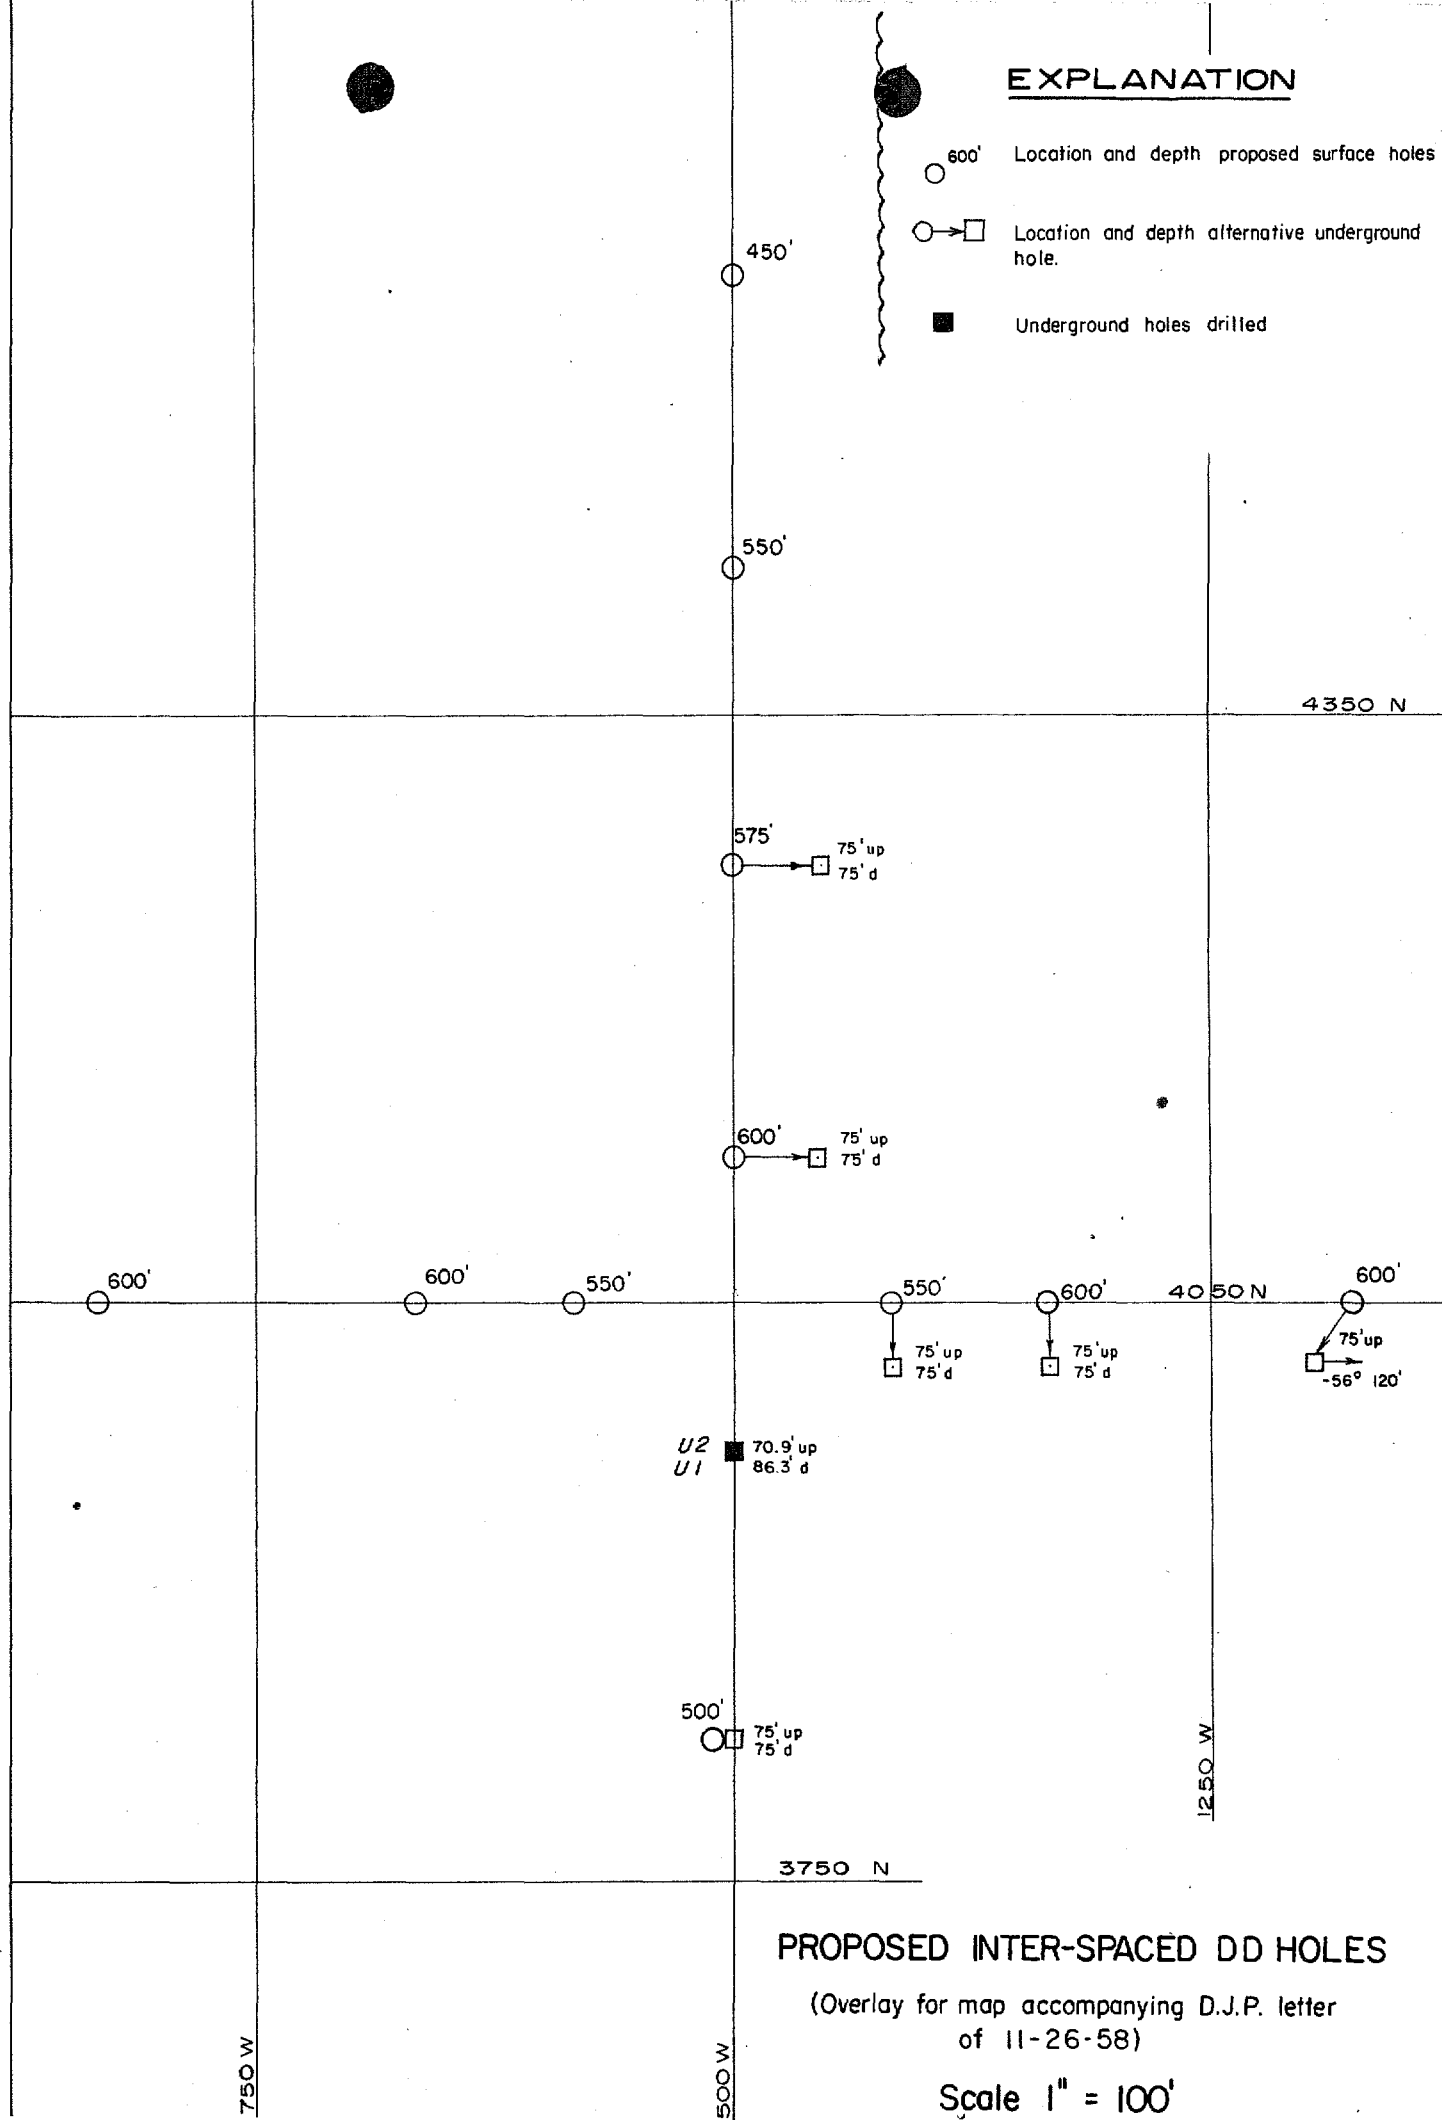 EXPLANATION
600' Location and depth proposed surface holes
Location and depth alternative underground
hole.
Underground holes drilled
450'
550'
4350 N
575'
75' up
75' d
600'
75' up
75' d
600'
600'
550'
550'
600'
4050 N
600'
75' up
75' d
75' up
75' d
75' up
-56° 120'
U2 70.9' up
U1 86.3' d
500'
75' up
75' d
1250 W
3750 N
PROPOSED INTER-SPACED DD HOLES
(Overlay for map accompanying D.J.P. letter
of 11-26-58)
Scale 1" = 100'
750 W
500 W